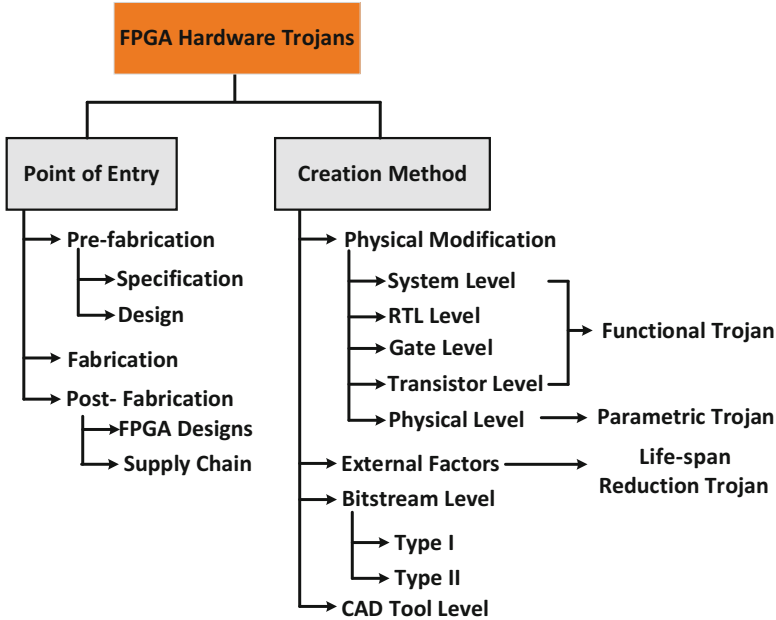 FPGA Hardware Trojans
Point of Entry
Pre-fabrication
Specification
Design
Fabrication
Post- Fabrication
FPGA Designs
Supply Chain
Creation Method
Physical Modification
System Level
RTL Level
Gate Level
Transistor Level
Functional Trojan
Physical Level
Parametric Trojan
External Factors
Life-span
Reduction Trojan
Bitstream Level
Type I
Type II
CAD Tool Level